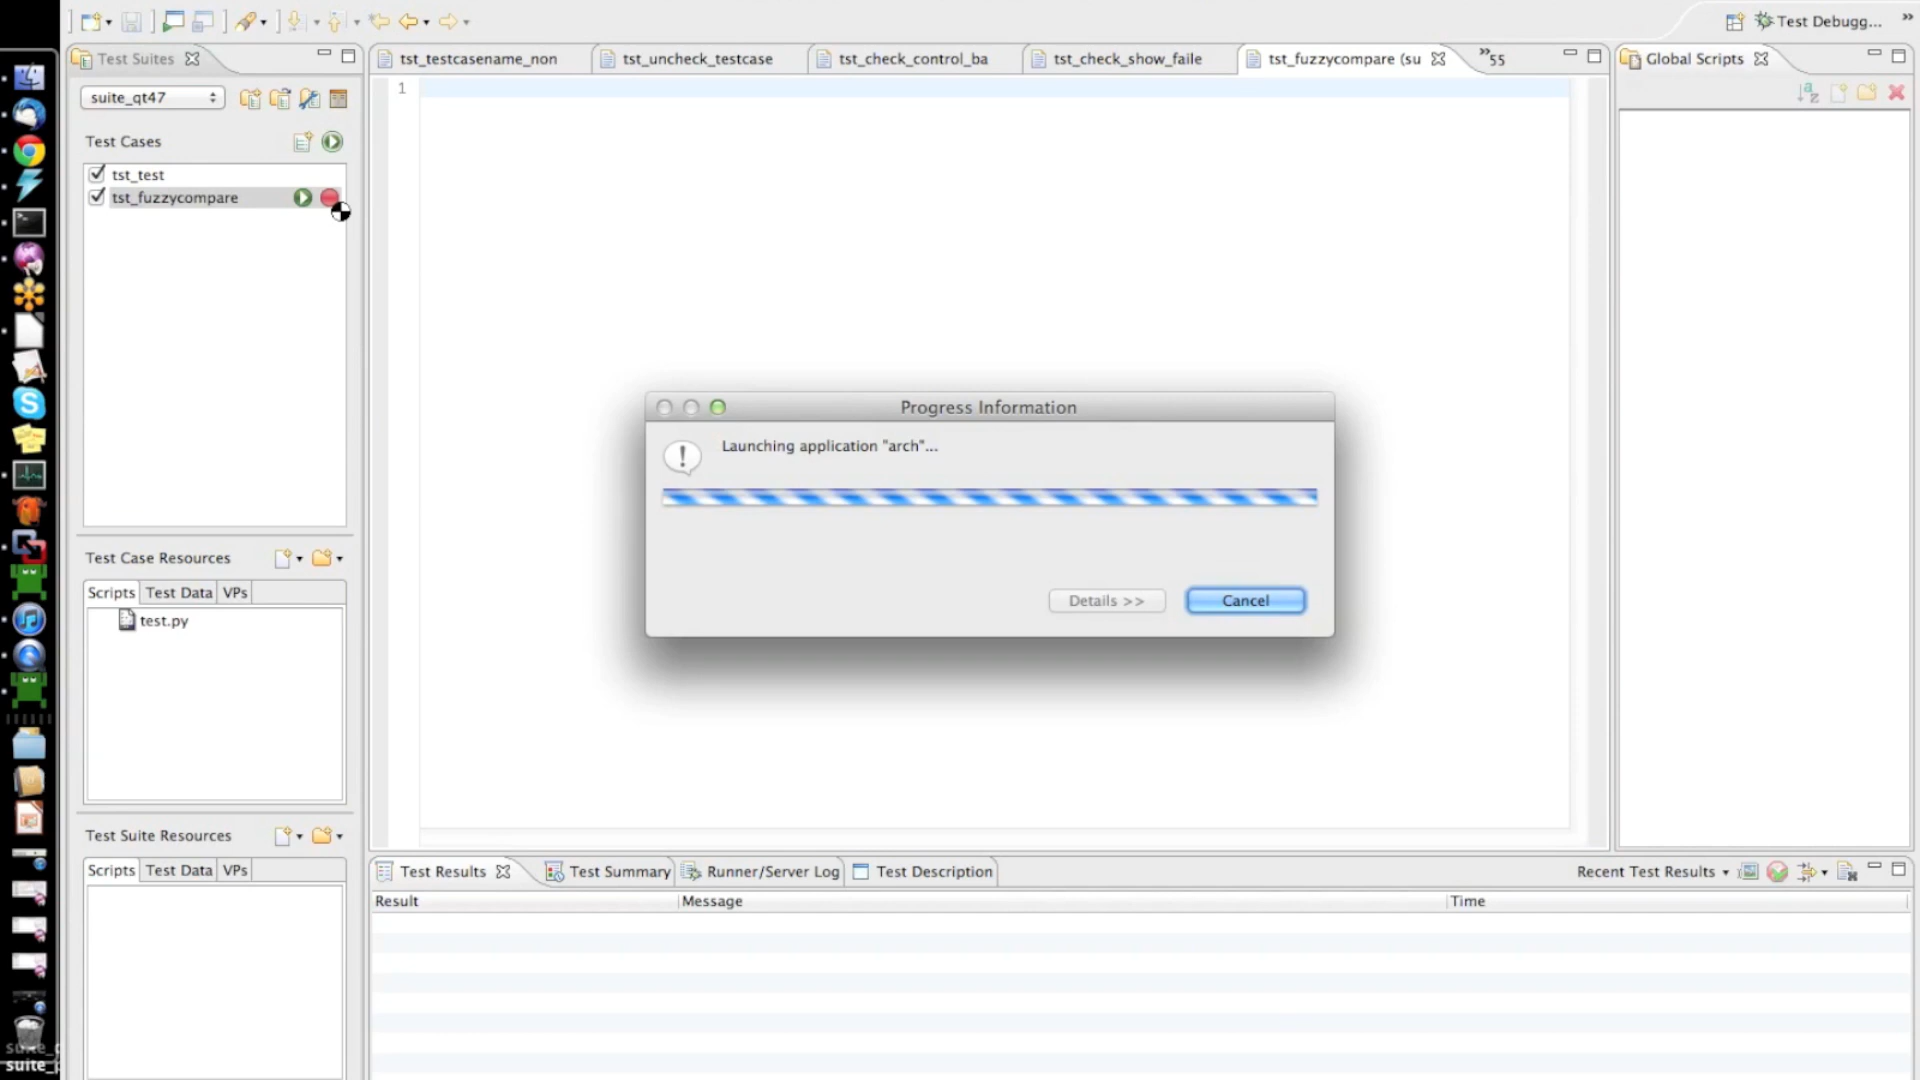 Test Debugg... »
Test Suites
tst_testcasename_non
tst_uncheck_testcase
tst_check_control_ba
tst_check_show_faile
tst_fuzzycompare (su
»55
Global Scripts
suite_qt47
1
Test Cases
tst_test
tst_fuzzycompare
Progress Information
Launching application "arch"...
Details >>
Cancel
Test Case Resources
Scripts
Test Data
VPs
test.py
Test Suite Resources
Scripts
Test Data
VPs
Test Results
Test Summary
Runner/Server Log
Test Description
Recent Test Results
Result
Message
Time
suite_p